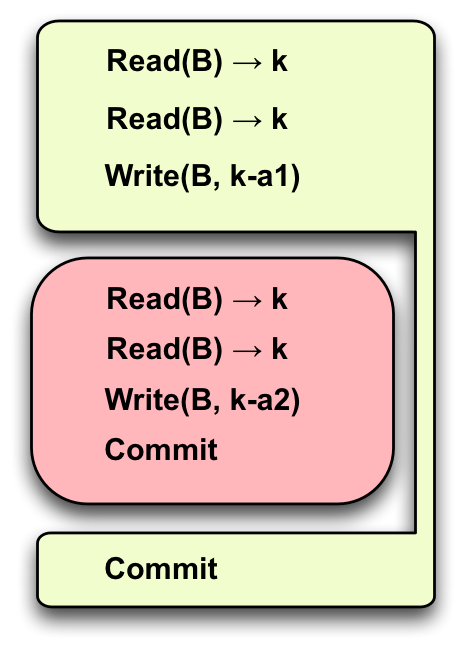 Read(B) → k
Read(B) → k
Write(B, k-a1)
Read(B) → k
Read(B) → k
Write(B, k-a2)
Commit
Commit